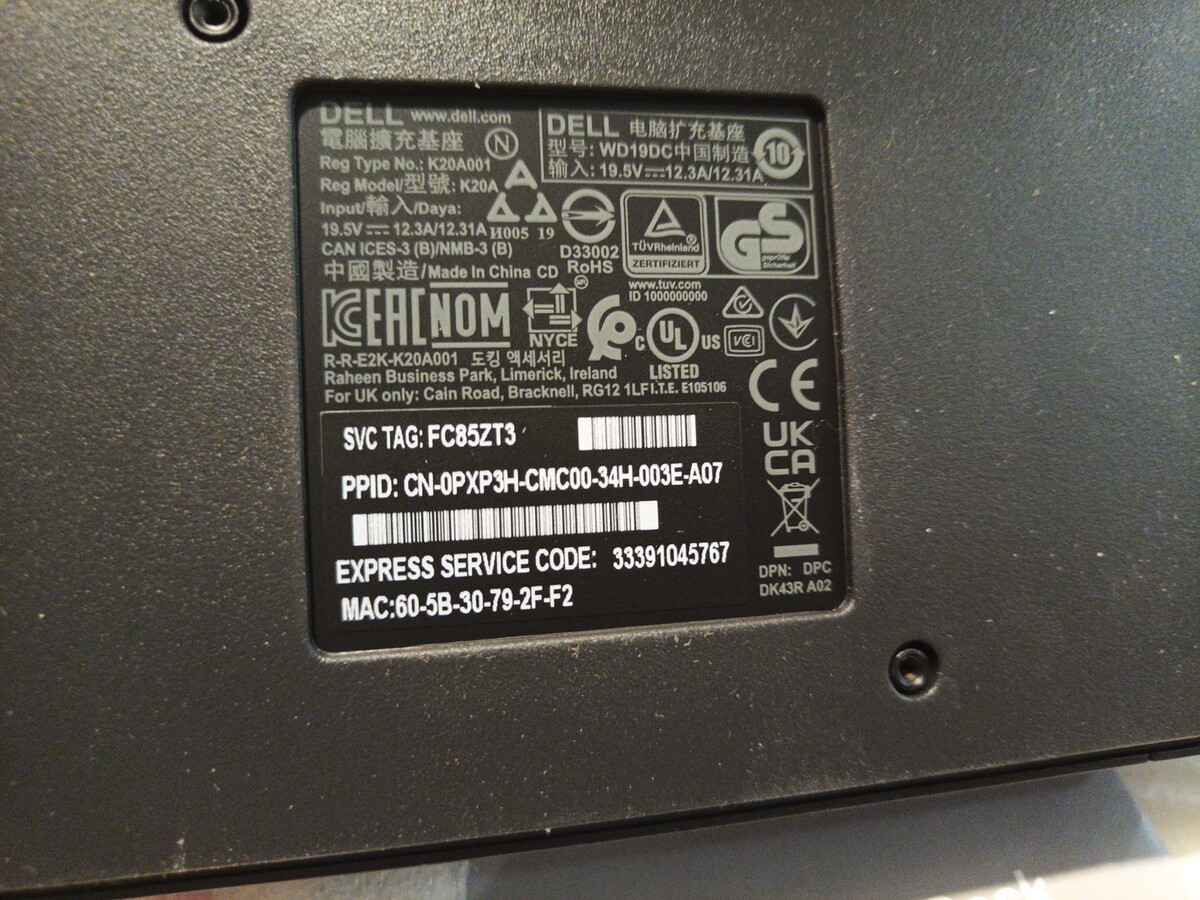 DELL www.dell.com
電腦擴充基座 N
Reg Type No.: K20A001
Reg Model/型號: K20A
Input/輸入/Daya:
19.5V⎓12.3A/12.31A
CAN ICES-3 (B)/NMB-3 (B)
中國製造/Made In China CD
H005 19
DELL 电脑扩充基座
型号: WD19DC中国制造
输入: 19.5V⎓12.3A/12.31A
10
D33002
RoHS
TÜVRheinland
ZERTIFIZIERT
www.tuv.com
ID 1000000000
GS
geprüfte
Sicherheit
EAC NOM
NYCE
C UL US
LISTED
I.T.E. E105106
VCI
R-R-E2K-K20A001 도킹 액세서리
Raheen Business Park, Limerick, Ireland
For UK only: Cain Road, Bracknell, RG12 1LF
CE
UK
CA
SVC TAG: FC85ZT3
PPID: CN-0PXP3H-CMC00-34H-003E-A07
EXPRESS SERVICE CODE: 33391045767
MAC:60-5B-30-79-2F-F2
DPN: DPC
DK43R A02